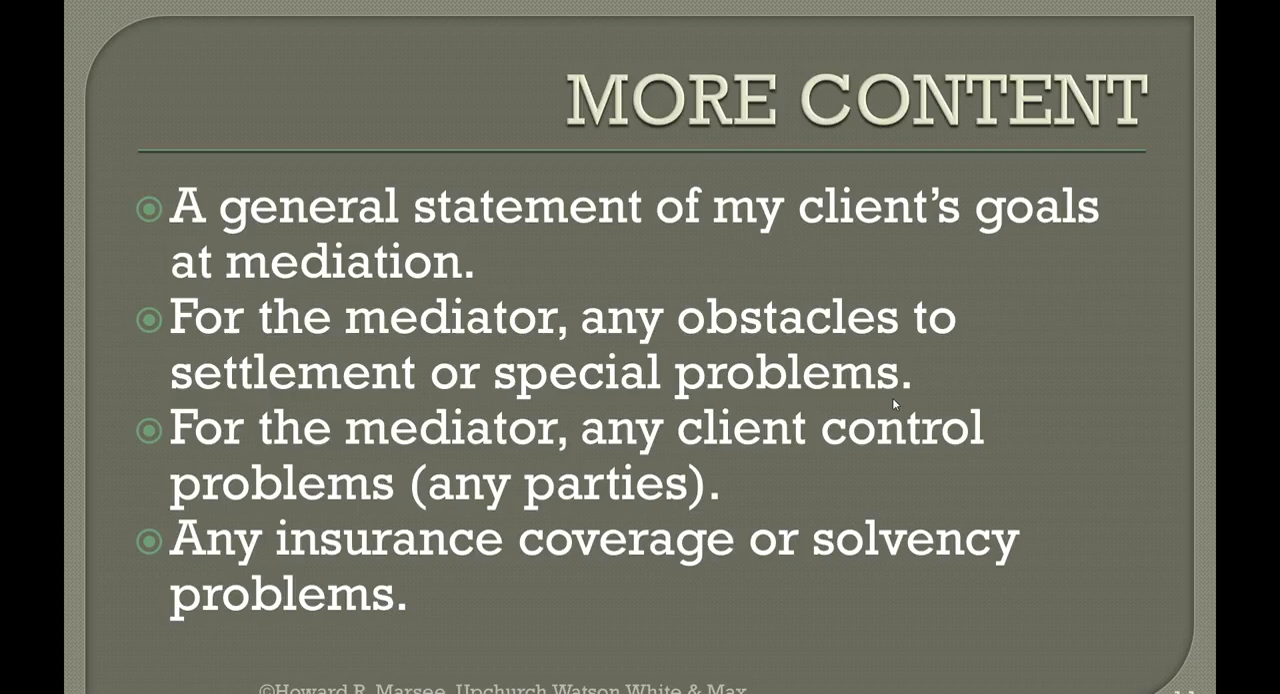 MORE CONTENT
A general statement of my client’s goals
at mediation.
For the mediator, any obstacles to
settlement or special problems.
For the mediator, any client control
problems (any parties).
Any insurance coverage or solvency
problems.
©Howard R. Marsee, Upchurch Watson White & Max